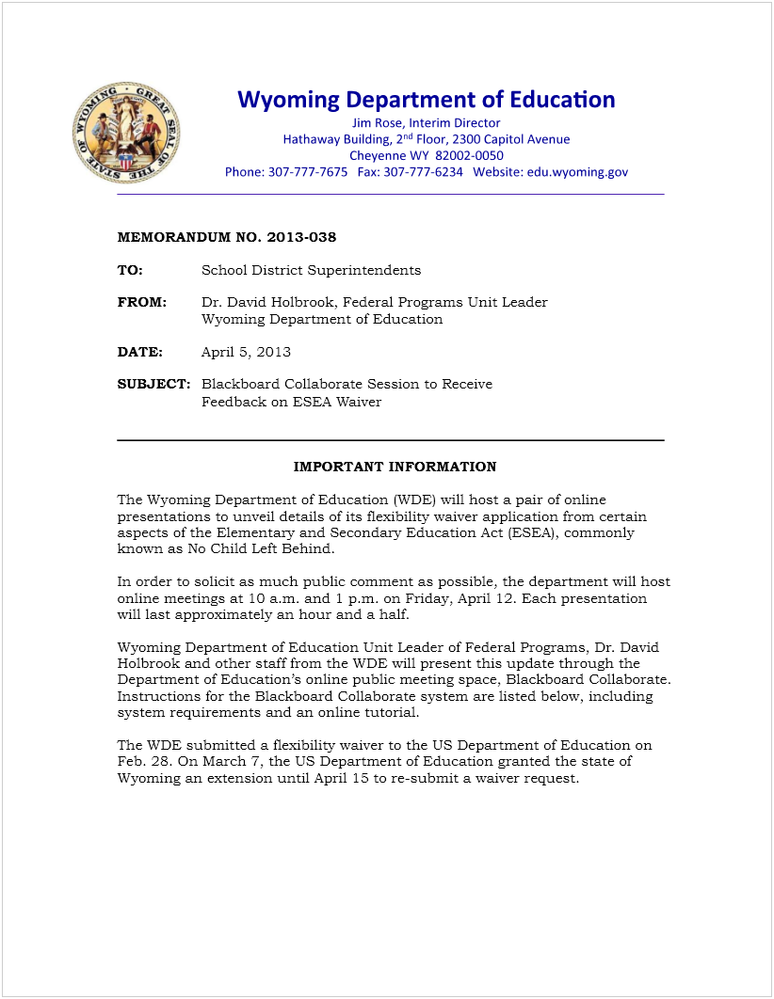 GREAT SEAL OF THE STATE OF WYOMING
Wyoming Department of Education
Jim Rose, Interim Director
Hathaway Building, 2nd Floor, 2300 Capitol Avenue
Cheyenne WY  82002-0050
Phone: 307-777-7675   Fax: 307-777-6234   Website: edu.wyoming.gov
MEMORANDUM NO. 2013-038
TO: School District Superintendents
FROM: Dr. David Holbrook, Federal Programs Unit Leader
Wyoming Department of Education
DATE: April 5, 2013
SUBJECT: Blackboard Collaborate Session to Receive
Feedback on ESEA Waiver
IMPORTANT INFORMATION
The Wyoming Department of Education (WDE) will host a pair of online
presentations to unveil details of its flexibility waiver application from certain
aspects of the Elementary and Secondary Education Act (ESEA), commonly
known as No Child Left Behind.
In order to solicit as much public comment as possible, the department will host
online meetings at 10 a.m. and 1 p.m. on Friday, April 12. Each presentation
will last approximately an hour and a half.
Wyoming Department of Education Unit Leader of Federal Programs, Dr. David
Holbrook and other staff from the WDE will present this update through the
Department of Education’s online public meeting space, Blackboard Collaborate.
Instructions for the Blackboard Collaborate system are listed below, including
system requirements and an online tutorial.
The WDE submitted a flexibility waiver to the US Department of Education on
Feb. 28. On March 7, the US Department of Education granted the state of
Wyoming an extension until April 15 to re-submit a waiver request.